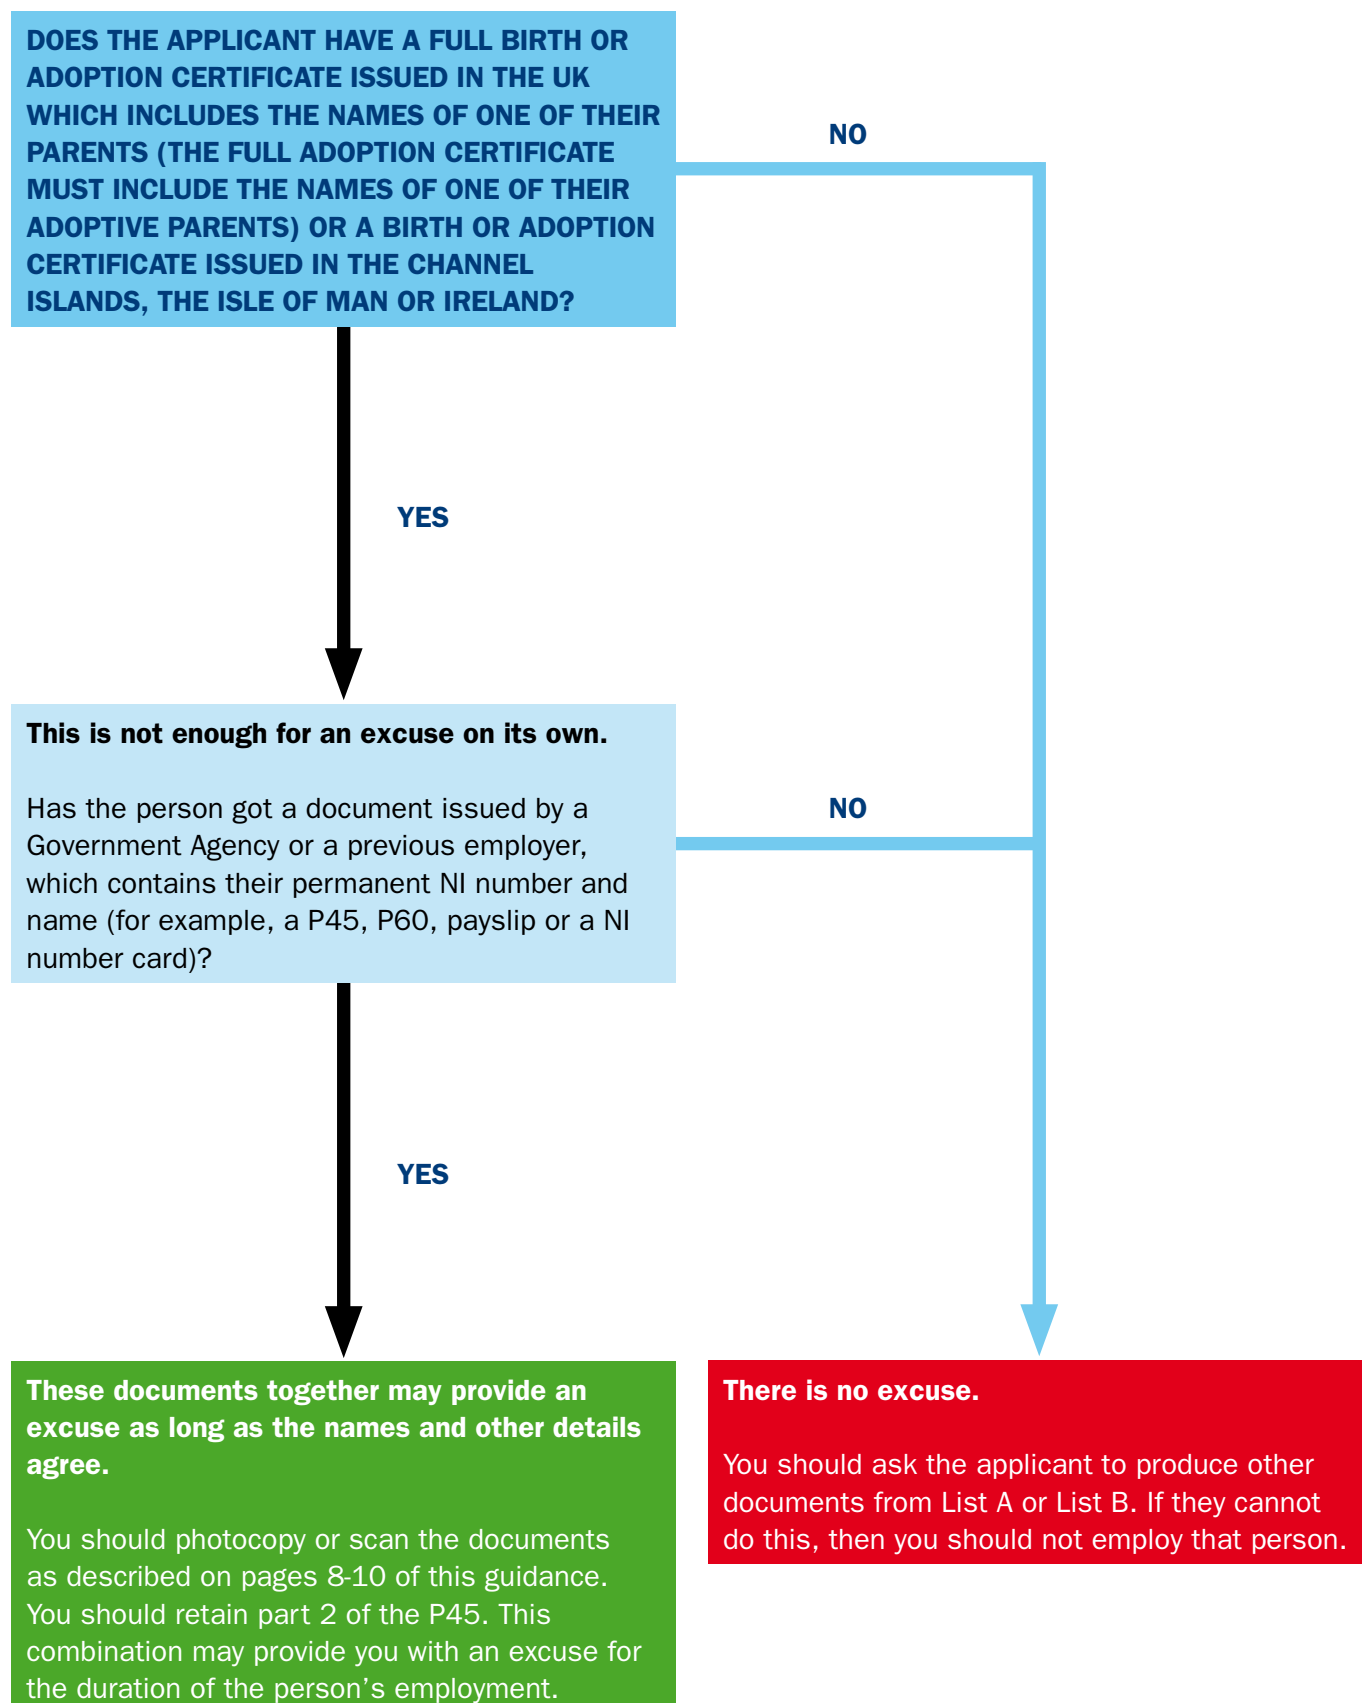 DOES THE APPLICANT HAVE A FULL BIRTH OR
ADOPTION CERTIFICATE ISSUED IN THE UK
WHICH INCLUDES THE NAMES OF ONE OF THEIR
PARENTS (THE FULL ADOPTION CERTIFICATE
MUST INCLUDE THE NAMES OF ONE OF THEIR
ADOPTIVE PARENTS) OR A BIRTH OR ADOPTION
CERTIFICATE ISSUED IN THE CHANNEL
ISLANDS, THE ISLE OF MAN OR IRELAND?
NO
YES
This is not enough for an excuse on its own.
Has the person got a document issued by a
Government Agency or a previous employer,
which contains their permanent NI number and
name (for example, a P45, P60, payslip or a NI
number card)?
NO
YES
These documents together may provide an
excuse as long as the names and other details
agree.
You should photocopy or scan the documents
as described on pages 8-10 of this guidance.
You should retain part 2 of the P45. This
combination may provide you with an excuse for
the duration of the person's employment.
There is no excuse.
You should ask the applicant to produce other
documents from List A or List B. If they cannot
do this, then you should not employ that person.